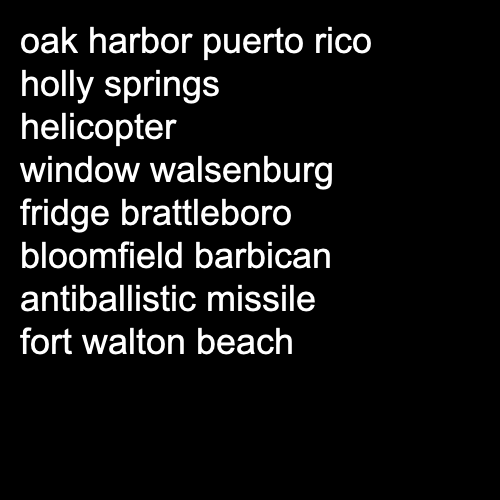 oak harbor puerto rico
holly springs
helicopter
window walsenburg
fridge brattleboro
bloomfield barbican
antiballistic missile
fort walton beach